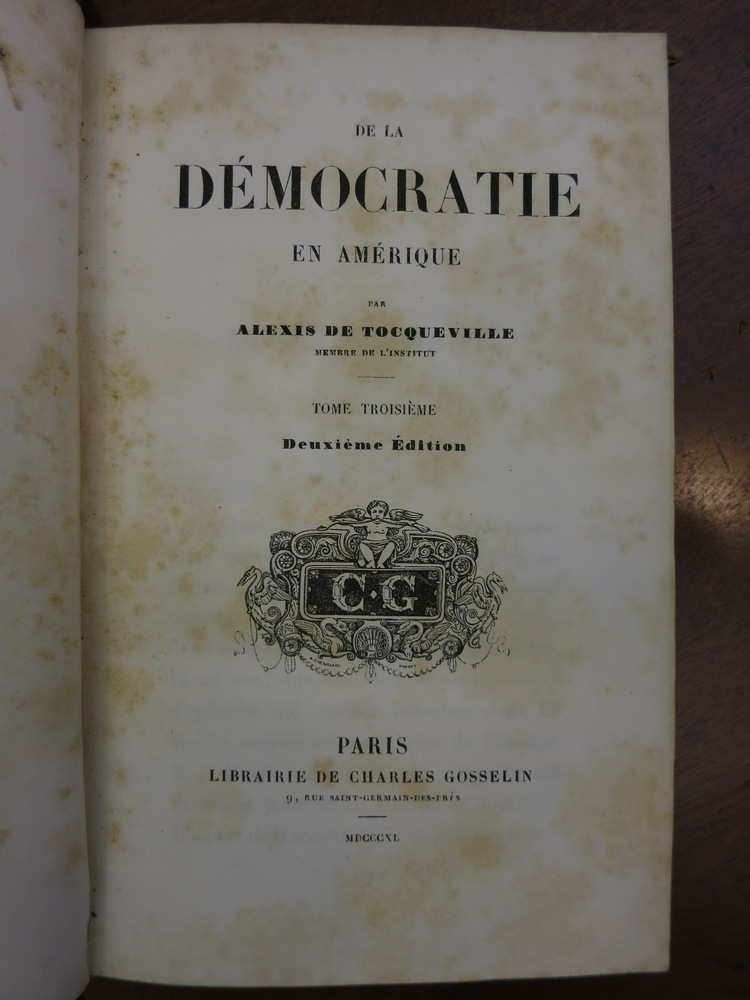 DE LA
DÉMOCRATIE
EN AMÉRIQUE
PAR
ALEXIS DE TOCQUEVILLE
MEMBRE DE L'INSTITUT
TOME TROISIÈME
Deuxième Édition
C·G
PARIS
LIBRAIRIE DE CHARLES GOSSELIN
9, RUE SAINT-GERMAIN-DES-PRÈS
MDCCCXL